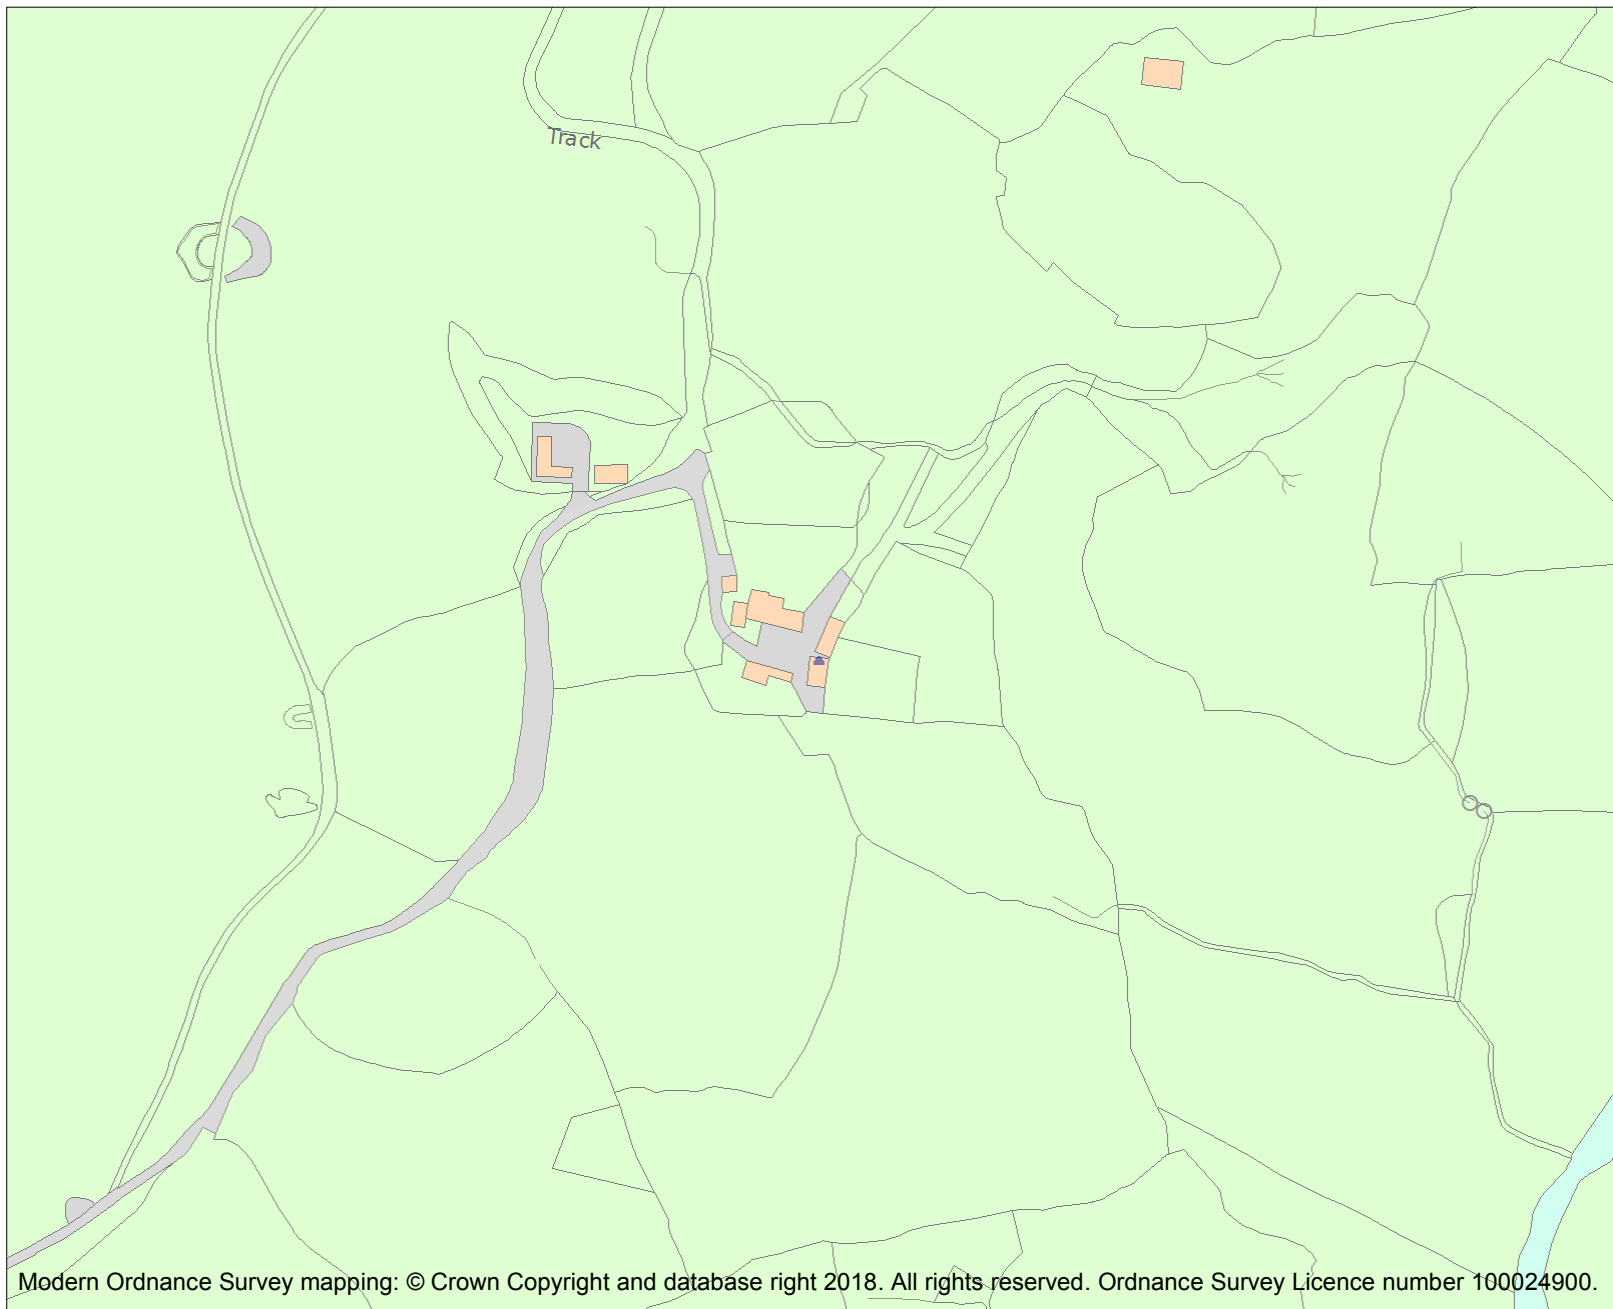 Track
Modern Ordnance Survey mapping: © Crown Copyright and database right 2018. All rights reserved. Ordnance Survey Licence number 100024900.